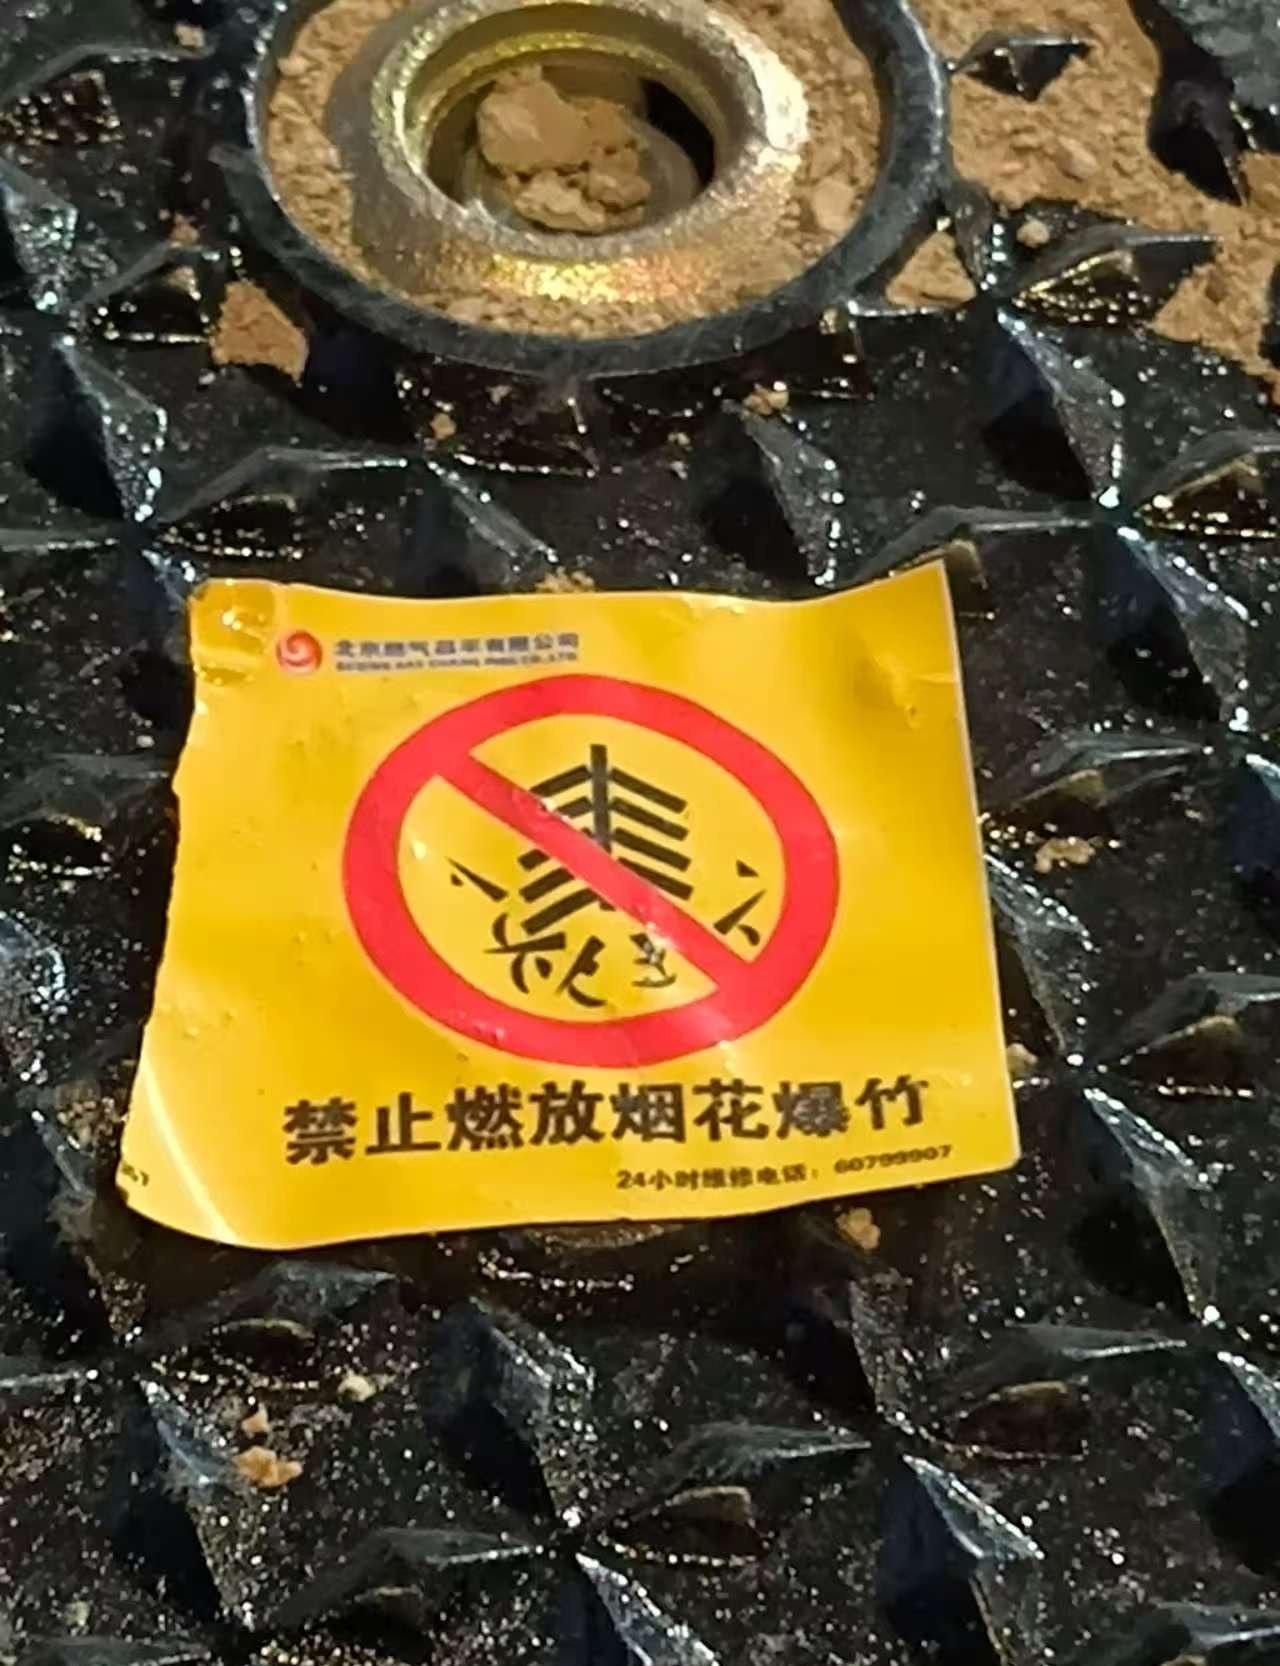 北京燃气昌平有限公司
BEIJING GAS CHANG PING CO.,LTD
禁止燃放烟花爆竹
24小时维修电话：60799907